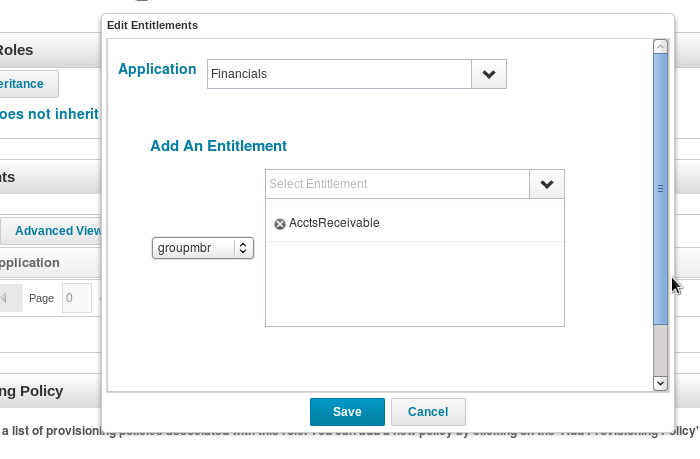 Edit Entitlements
Roles
eritance
oes not inherit
Application
Financials
Add An Entitlement
Select Entitlement
AcctsReceivable
groupmbr
nts
Advanced View
pplication
Page 0
ng Policy
Save
Cancel
a list of provisioning policies associated with this role. You can add a new policy by clicking on the 'Add Provisioning Policy'